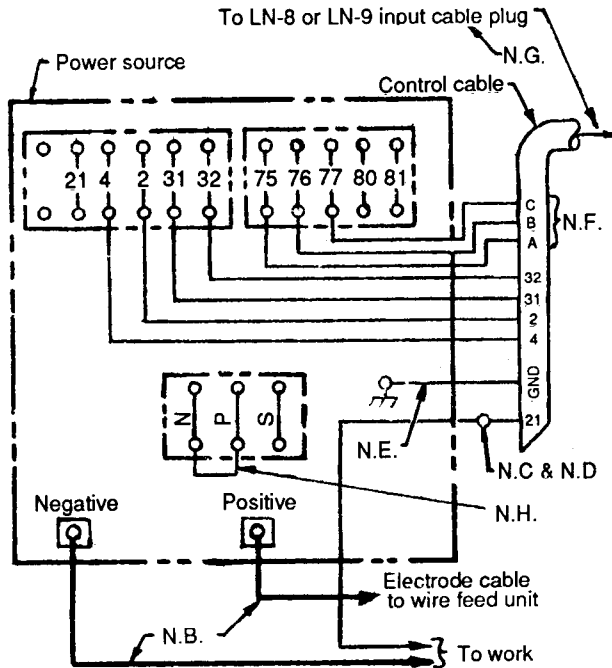 To LN-8 or LN-9 input cable plug
N.G.
Power source
Control cable
21 4 2 31 32
75 76 77 80 81
C
B
A
N.F.
32
31
2
4
GND
21
N P S
N.E.
N.C & N.D
N.H.
Negative
Positive
Electrode cable
to wire feed unit
N.B.
To work